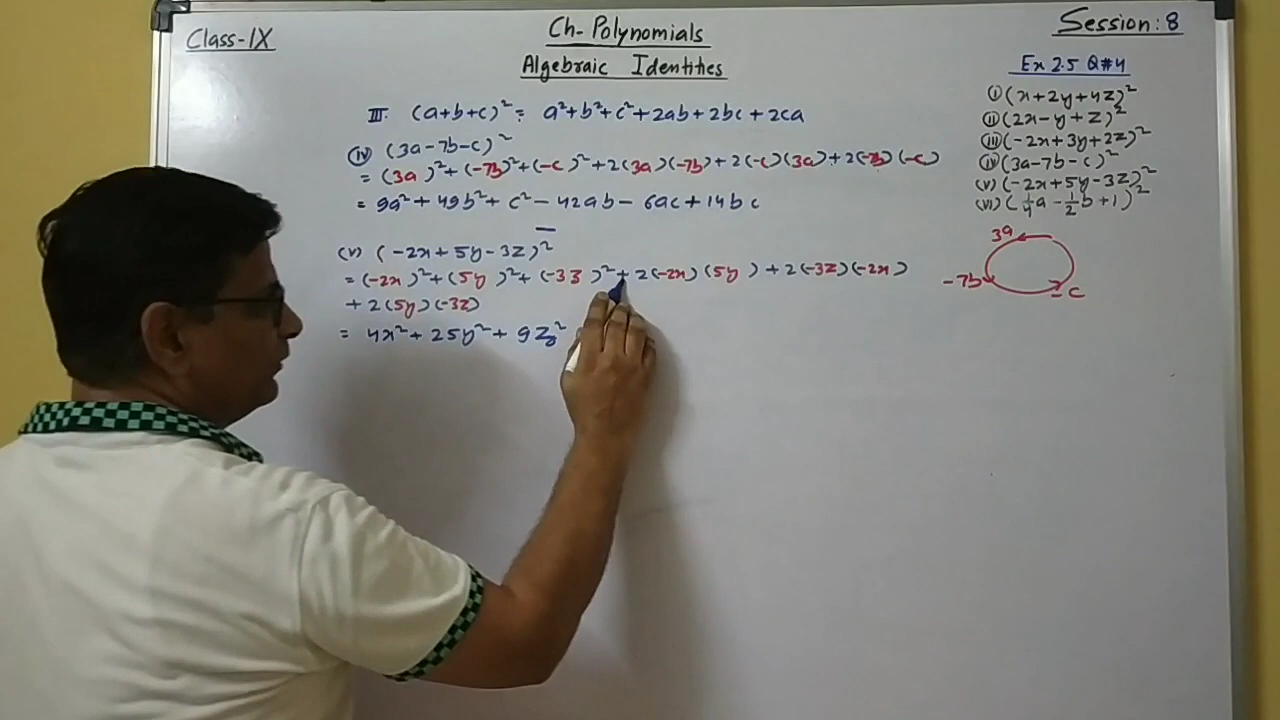 Class-IX
Ch- Polynomials
Session: 8
Algebraic Identities
III. (a+b+c)² = a²+b²+c²+2ab+2bc+2ca
(iv) (3a-7b-c)²
= (3a)²+(-7b)²+(-c)²+2(3a)(-7b)+2(-c)(3a)+2(-7b)(-c)
= 9a²+49b²+c²-42ab-6ac+14bc
(v) (-2x+5y-3z)²
= (-2x)²+(5y)²+(-3z)²+2(-2x)(5y)+2(-3z)(-2x)
+2(5y)(-3z)
= 4x²+25y²+9z²
Ex 2.5 Q#4
(i) (x+2y+4z)²
(ii) (2x-y+z)²
(iii) (-2x+3y+2z)²
(iv) (3a-7b-c)²
(v) (-2x+5y-3z)²
(vi) (1/4 a - 1/2 b + 1)²
3a
-7b
-c